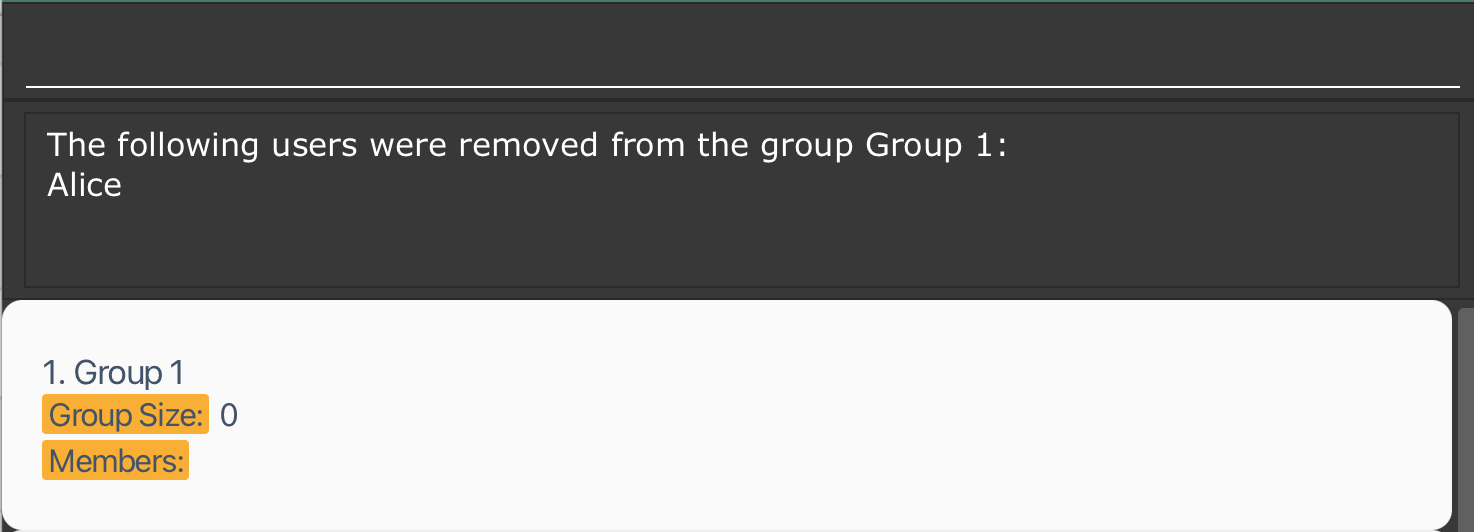 The following users were removed from the group Group 1:
Alice
1. Group 1
Group Size: 0
Members: